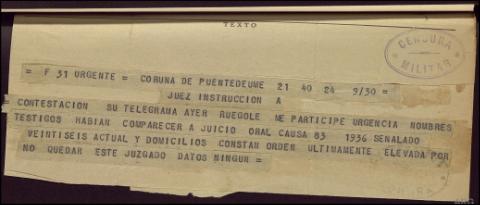 TEXTO
CENSURA
MILITAR
= F 31 URGENTE = CORUNA DE PUENTEDEUME 21 40 24 9/30 =
JUEZ INSTRUCCION A
= CONTESTACION SU TELEGRAMA AYER RUEGOLE ME PARTICIPE URGENCIA NOMBRES
TESTIGOS HABIAN COMPARECER A JUICIO ORAL CAUSA 83 1936 SENALADO
VEINTISEIS ACTUAL Y DOMICILIOS CONSTAN ORDEN ULTIMAMENTE ELEVADA POR
NO QUEDAR ESTE JUZGADO DATOS NINGUN =